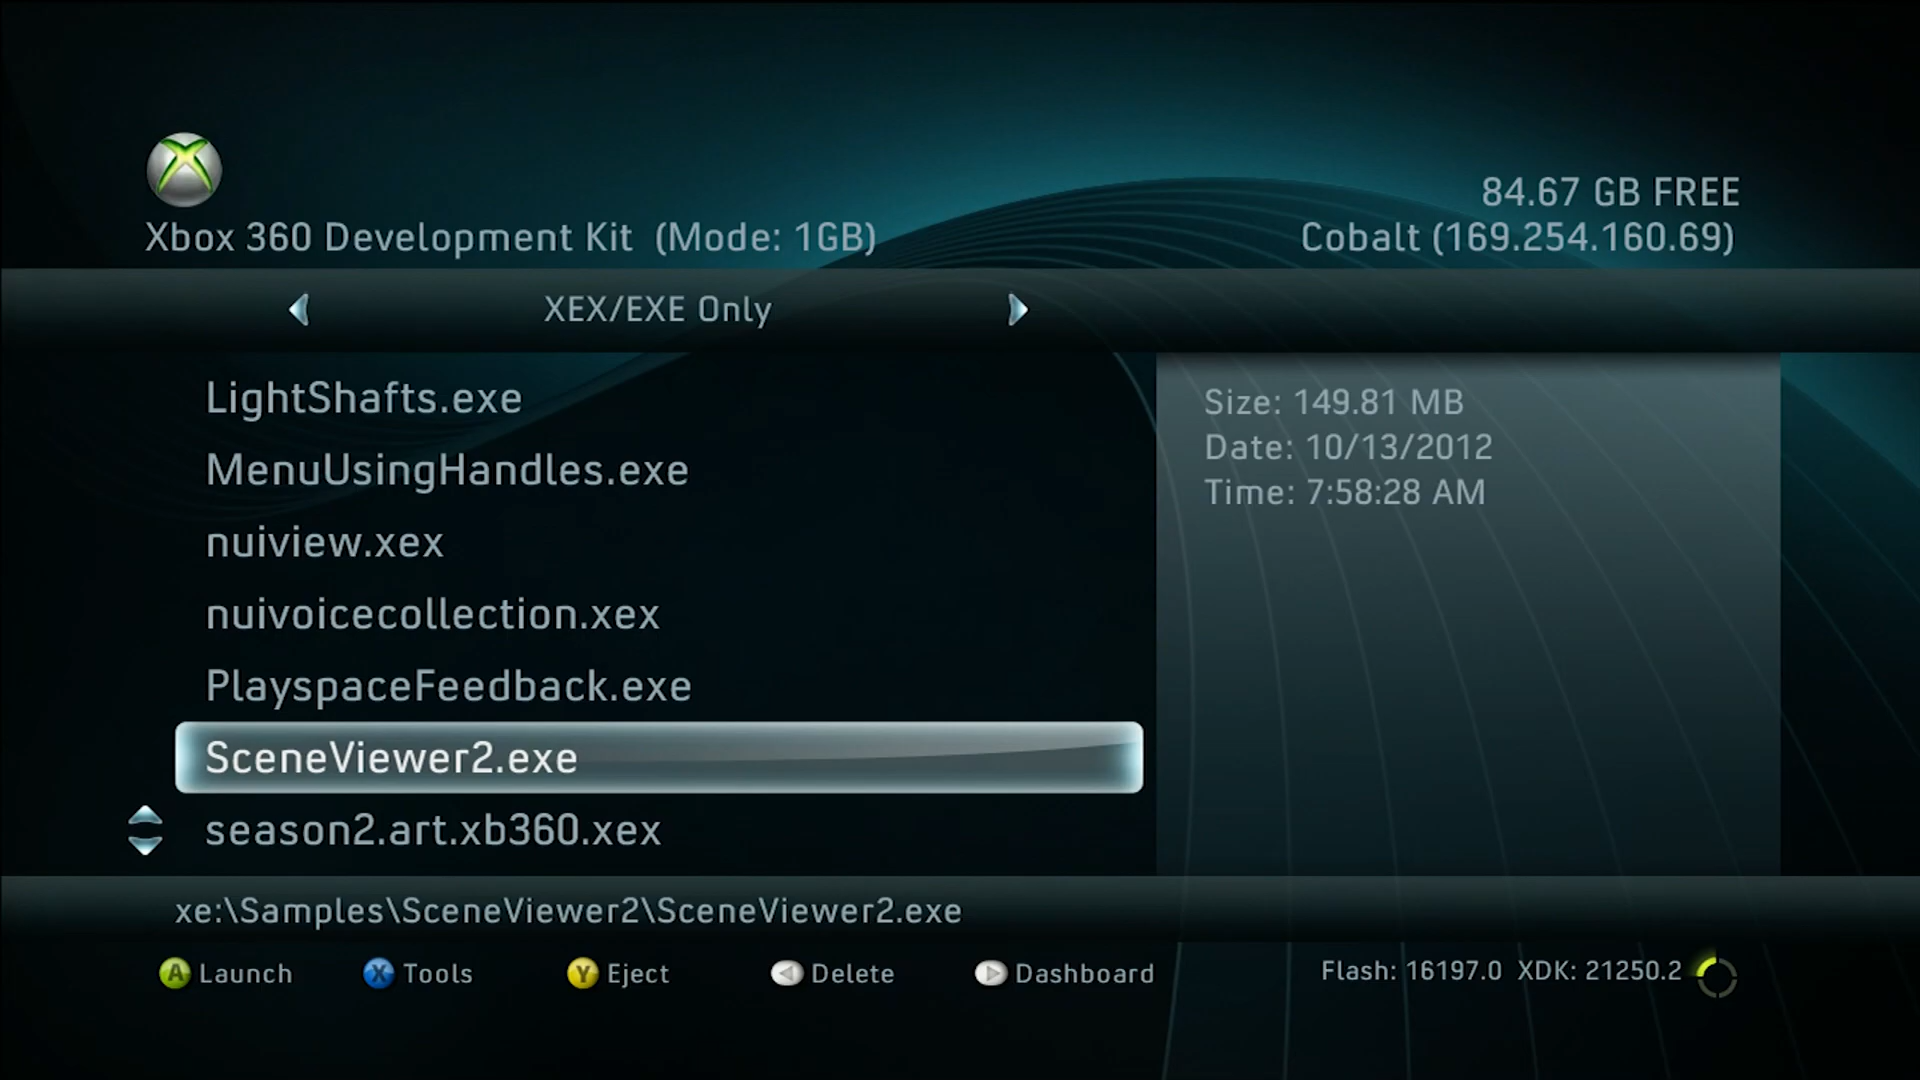 84.67 GB FREE
Xbox 360 Development Kit (Mode: 1GB)
Cobalt (169.254.160.69)
XEX/EXE Only
LightShafts.exe
MenuUsingHandles.exe
nuiview.xex
nuivoicecollection.xex
PlayspaceFeedback.exe
SceneViewer2.exe
season2.art.xb360.xex
Size: 149.81 MB
Date: 10/13/2012
Time: 7:58:28 AM
xe:\Samples\SceneViewer2\SceneViewer2.exe
A Launch
X Tools
Y Eject
Delete
Dashboard
Flash: 16197.0 XDK: 21250.2